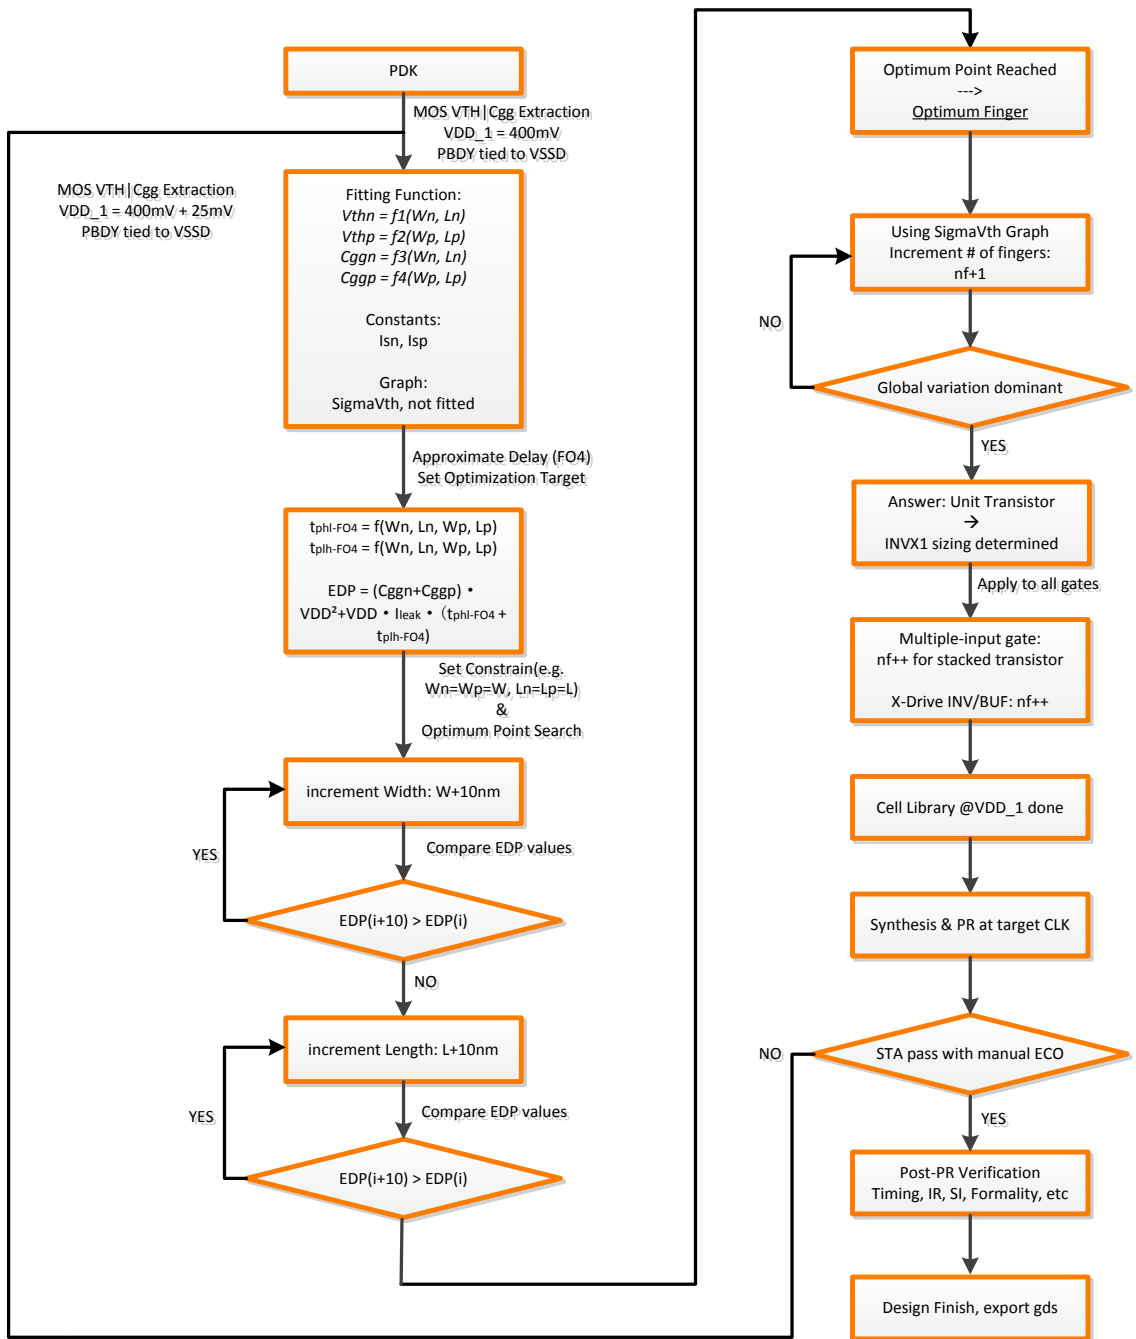 PDK
MOS VTH|Cgg Extraction
VDD_1 = 400mV
PBDY tied to VSSD
MOS VTH|Cgg Extraction
VDD_1 = 400mV + 25mV
PBDY tied to VSSD
Fitting Function:
Vthn = f1(Wn, Ln)
Vthp = f2(Wp, Lp)
Cggn = f3(Wn, Ln)
Cggp = f4(Wp, Lp)
Constants:
Isn, Isp
Graph:
SigmaVth, not fitted
Approximate Delay (FO4)
Set Optimization Target
tphl-FO4 = f(Wn, Ln, Wp, Lp)
tplh-FO4 = f(Wn, Ln, Wp, Lp)
EDP = (Cggn+Cggp) •
VDD²+VDD • Ileak • (tphl-FO4 +
tplh-FO4)
Set Constrain(e.g.
Wn=Wp=W, Ln=Lp=L)
&
Optimum Point Search
increment Width: W+10nm
YES
Compare EDP values
EDP(i+10) > EDP(i)
NO
increment Length: L+10nm
YES
Compare EDP values
EDP(i+10) > EDP(i)
Optimum Point Reached
--->
Optimum Finger
Using SigmaVth Graph
Increment # of fingers:
nf+1
NO
Global variation dominant
YES
Answer: Unit Transistor
→
INVX1 sizing determined
Apply to all gates
Multiple-input gate:
nf++ for stacked transistor
X-Drive INV/BUF: nf++
Cell Library @VDD_1 done
Synthesis & PR at target CLK
NO
STA pass with manual ECO
YES
Post-PR Verification
Timing, IR, SI, Formality, etc
Design Finish, export gds